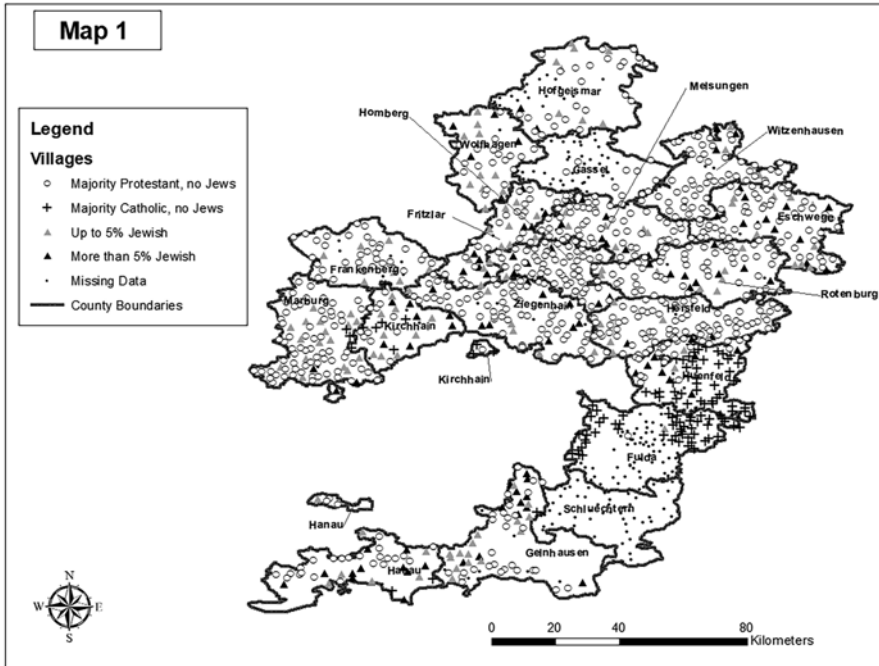 Map 1
Legend
Villages
Majority Protestant, no Jews
Majority Catholic, no Jews
Up to 5% Jewish
More than 5% Jewish
Missing Data
County Boundaries
Hofgeismar
Melsungen
Homberg
Witzenhausen
Wolfhagen
Cassel
Fritzlar
Eschwege
Frankenberg
Rotenburg
Ziegenhain
Marburg
Hersfeld
Kirchhain
Kirchhain
Huenfeld
Fulda
Schluechtern
Hanau
Gelnhausen
Hanau
N
W E
S
0 20 40 60 80
Kilometers